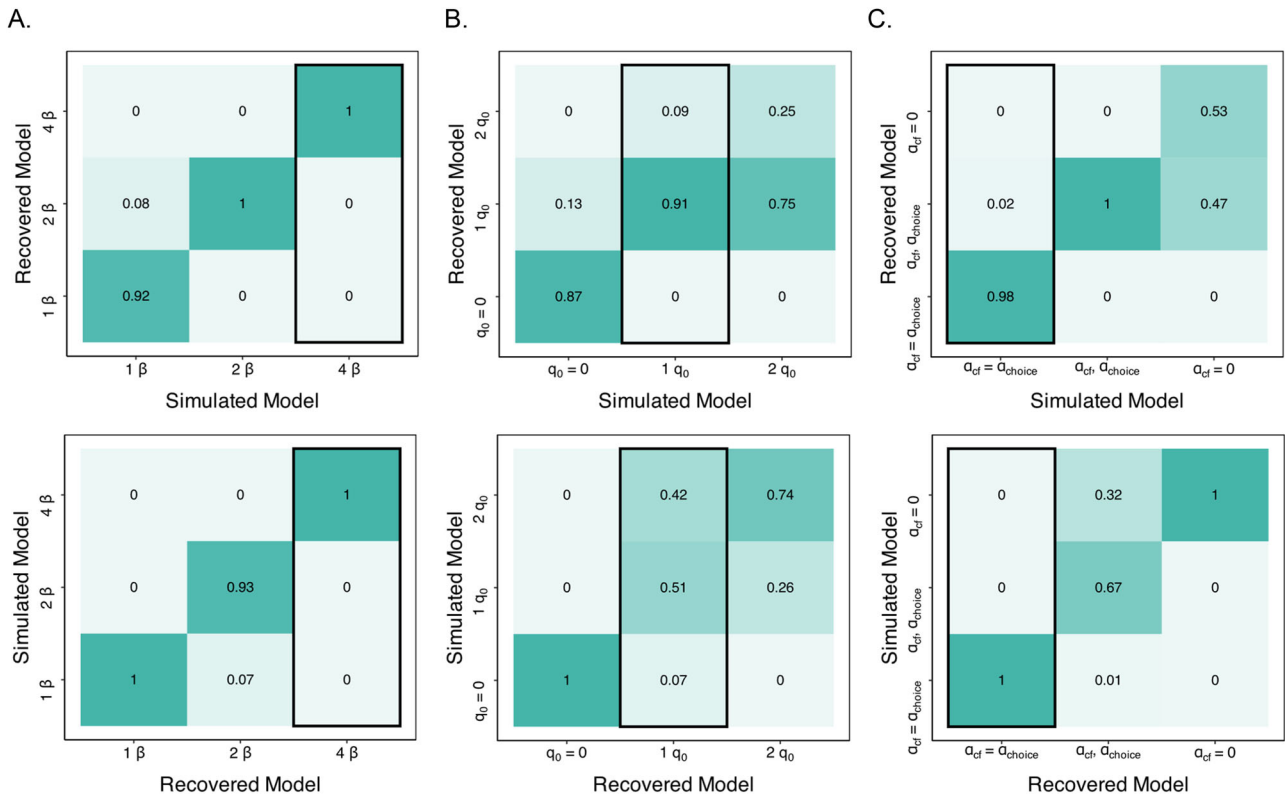 A.
B.
C.
Recovered Model
4 β
2 β
1 β
0 0 1
0.08 1 0
0.92 0 0
1 β 2 β 4 β
Simulated Model
Recovered Model
2 q0
1 q0
q0 = 0
0 0.09 0.25
0.13 0.91 0.75
0.87 0 0
q0 = 0 1 q0 2 q0
Simulated Model
Recovered Model
αcf = 0
αcf, αchoice
αcf = αchoice
0 0 0.53
0.02 1 0.47
0.98 0 0
αcf = αchoice αcf, αchoice αcf = 0
Simulated Model
Simulated Model
4 β
2 β
1 β
0 0 1
0 0.93 0
1 0.07 0
1 β 2 β 4 β
Recovered Model
Simulated Model
2 q0
1 q0
q0 = 0
0 0.42 0.74
0 0.51 0.26
1 0.07 0
q0 = 0 1 q0 2 q0
Recovered Model
Simulated Model
αcf = 0
αcf, αchoice
αcf = αchoice
0 0.32 1
0 0.67 0
1 0.01 0
αcf = αchoice αcf, αchoice αcf = 0
Recovered Model